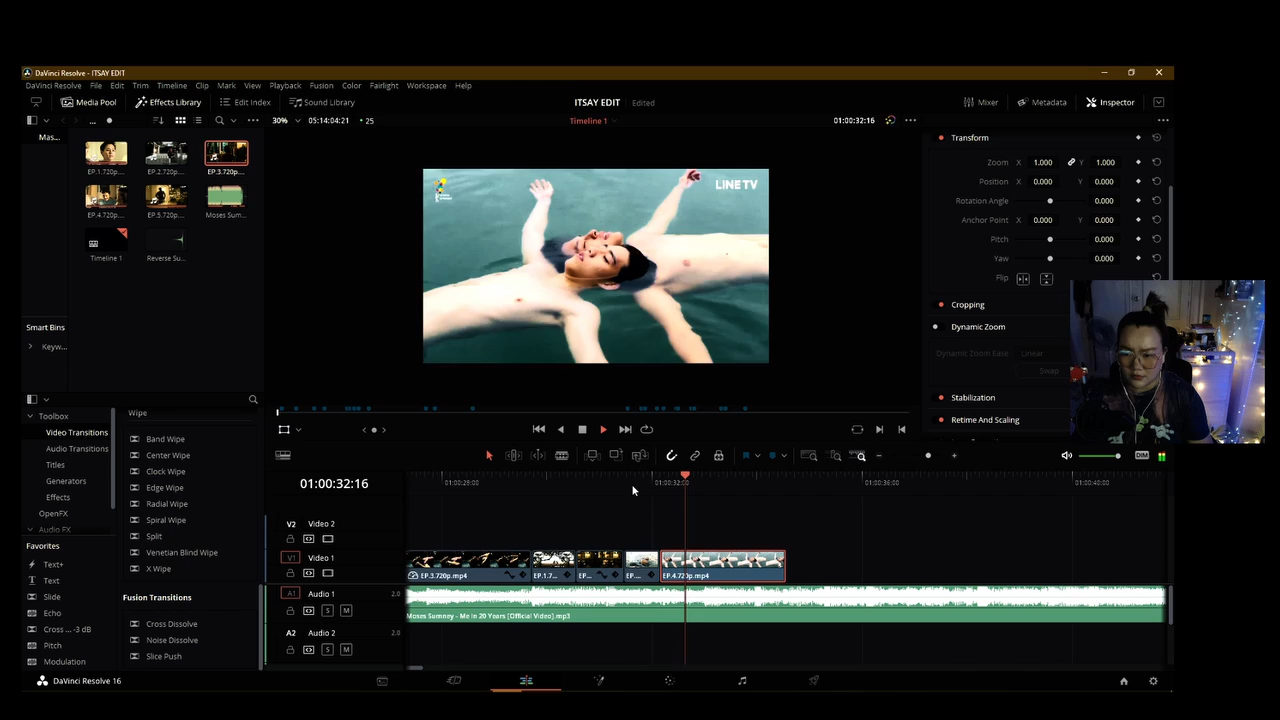 DaVinci Resolve - ITSAY EDIT
DaVinci Resolve File Edit Trim Timeline Clip Mark View Playback Fusion Color Fairlight Workspace Help
Media Pool Effects Library Edit Index Sound Library ITSAY EDIT Edited Mixer Metadata Inspector
... 30% 05:14:04:21 25 Timeline 1 01:00:32:16
Mas...
EP.1.720p.... EP.2.720p.... EP.3.720p....
EP.4.720p.... EP.5.720p.... Moses Sum...
Timeline 1 Reverse Su...
Smart Bins
Keyw...
LINE TV
Transform
Zoom X 1.000 Y 1.000
Position X 0.000 Y 0.000
Rotation Angle 0.000
Anchor Point X 0.000 Y 0.000
Pitch 0.000
Yaw 0.000
Flip
Cropping
Dynamic Zoom
Dynamic Zoom Ease Linear
Swap
Stabilization
Retime And Scaling
Toolbox
Video Transitions
Audio Transitions
Titles
Generators
Effects
OpenFX
Audio FX
Favorites
Text+
Text
Slide
Echo
Cross ... -3 dB
Pitch
Modulation
Wipe
Band Wipe
Center Wipe
Clock Wipe
Edge Wipe
Radial Wipe
Spiral Wipe
Split
Venetian Blind Wipe
X Wipe
Fusion Transitions
Cross Dissolve
Noise Dissolve
Slice Push
DIM
01:00:32:16
01:00:29:00 01:00:32:0 01:00:36:00 01:00:40:00
V2 Video 2
V1 Video 1
EP.3.720p.mp4 EP.1.7... EP... EP.... EP.4.720p.mp4
A1 Audio 1 2.0
S M
Moses Sumney - Me in 20 Years [Official Video].mp3
A2 Audio 2 2.0
S M
DaVinci Resolve 16